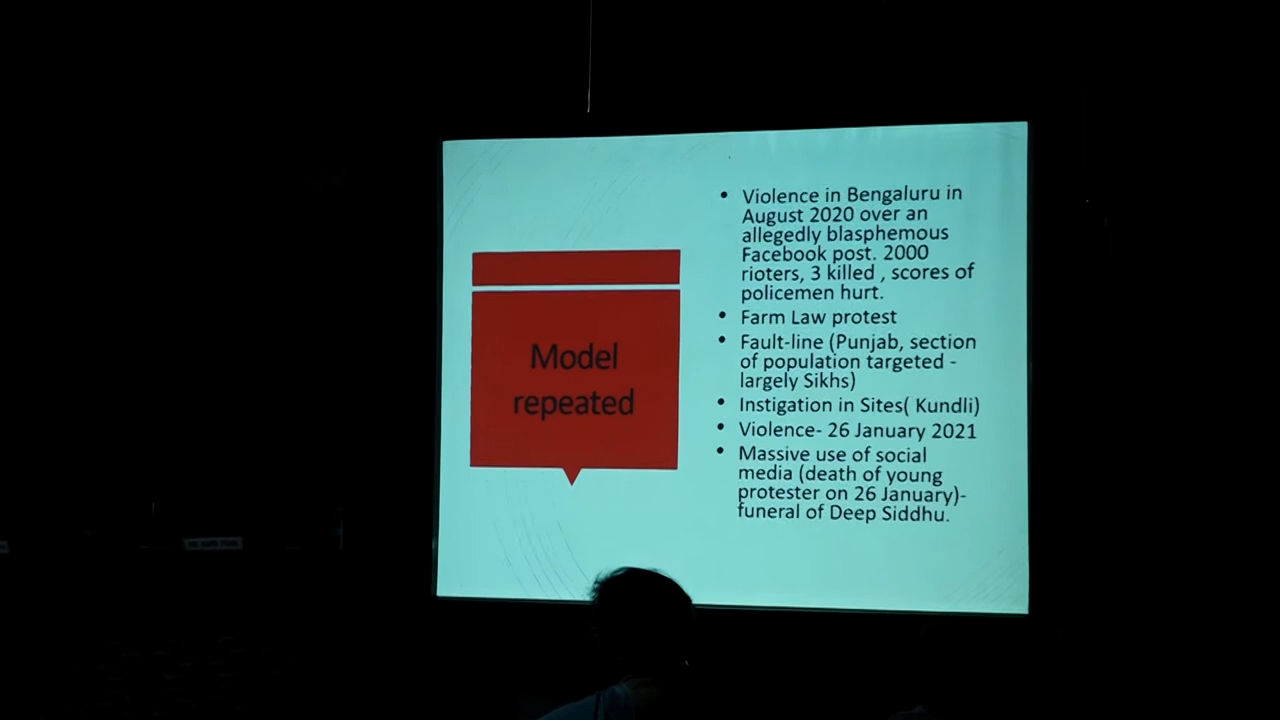 Model
repeated
• Violence in Bengaluru in
August 2020 over an
allegedly blasphemous
Facebook post. 2000
rioters, 3 killed , scores of
policemen hurt.
• Farm Law protest
• Fault-line (Punjab, section
of population targeted -
largely Sikhs)
• Instigation in Sites( Kundli)
• Violence- 26 January 2021
• Massive use of social
media (death of young
protester on 26 January)-
funeral of Deep Siddhu.